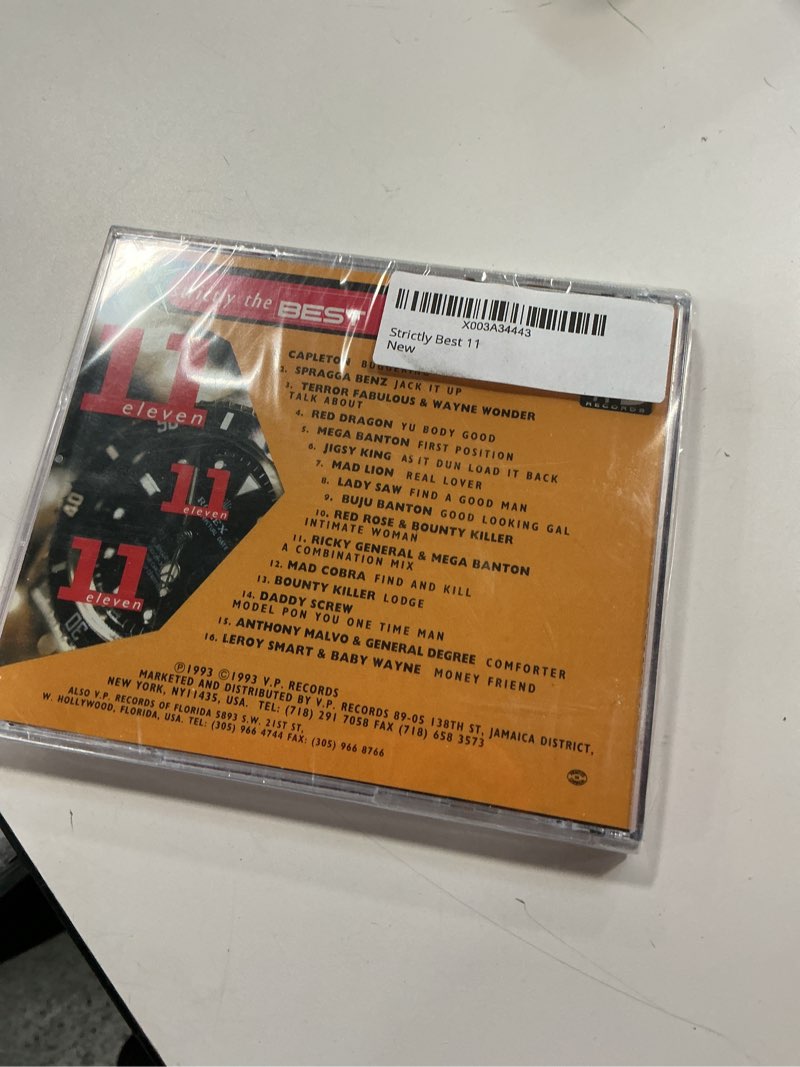 strictly the BEST
X003A34443
Strictly Best 11
New
RECORDS
11
eleven
11
eleven
11
eleven
50
40
30
CAPLETON
2. SPRAGGA BENZ JACK IT UP
3. TERROR FABULOUS & WAYNE WONDER
TALK ABOUT
4. RED DRAGON YU BODY GOOD
5. MEGA BANTON FIRST POSITION
6. JIGSY KING AS IT DUN LOAD IT BACK
7. MAD LION REAL LOVER
8. LADY SAW FIND A GOOD MAN
9. BUJU BANTON GOOD LOOKING GAL
10. RED ROSE & BOUNTY KILLER
INTIMATE WOMAN
11. RICKY GENERAL & MEGA BANTON
A COMBINATION MIX
12. MAD COBRA FIND AND KILL
13. BOUNTY KILLER LODGE
14. DADDY SCREW
MODEL PON YOU ONE TIME MAN
15. ANTHONY MALVO & GENERAL DEGREE COMFORTER
16. LEROY SMART & BABY WAYNE MONEY FRIEND
℗1993 ©1993 V.P. RECORDS
MARKETED AND DISTRIBUTED BY V.P. RECORDS 89-05 138TH ST, JAMAICA DISTRICT,
NEW YORK, NY11435, USA. TEL: (718) 291 7058 FAX (718) 658 3573
ALSO V.P. RECORDS OF FLORIDA 5893 S.W. 21ST ST,
W. HOLLYWOOD, FLORIDA, USA. TEL: (305) 966 4744 FAX: (305) 966 8766